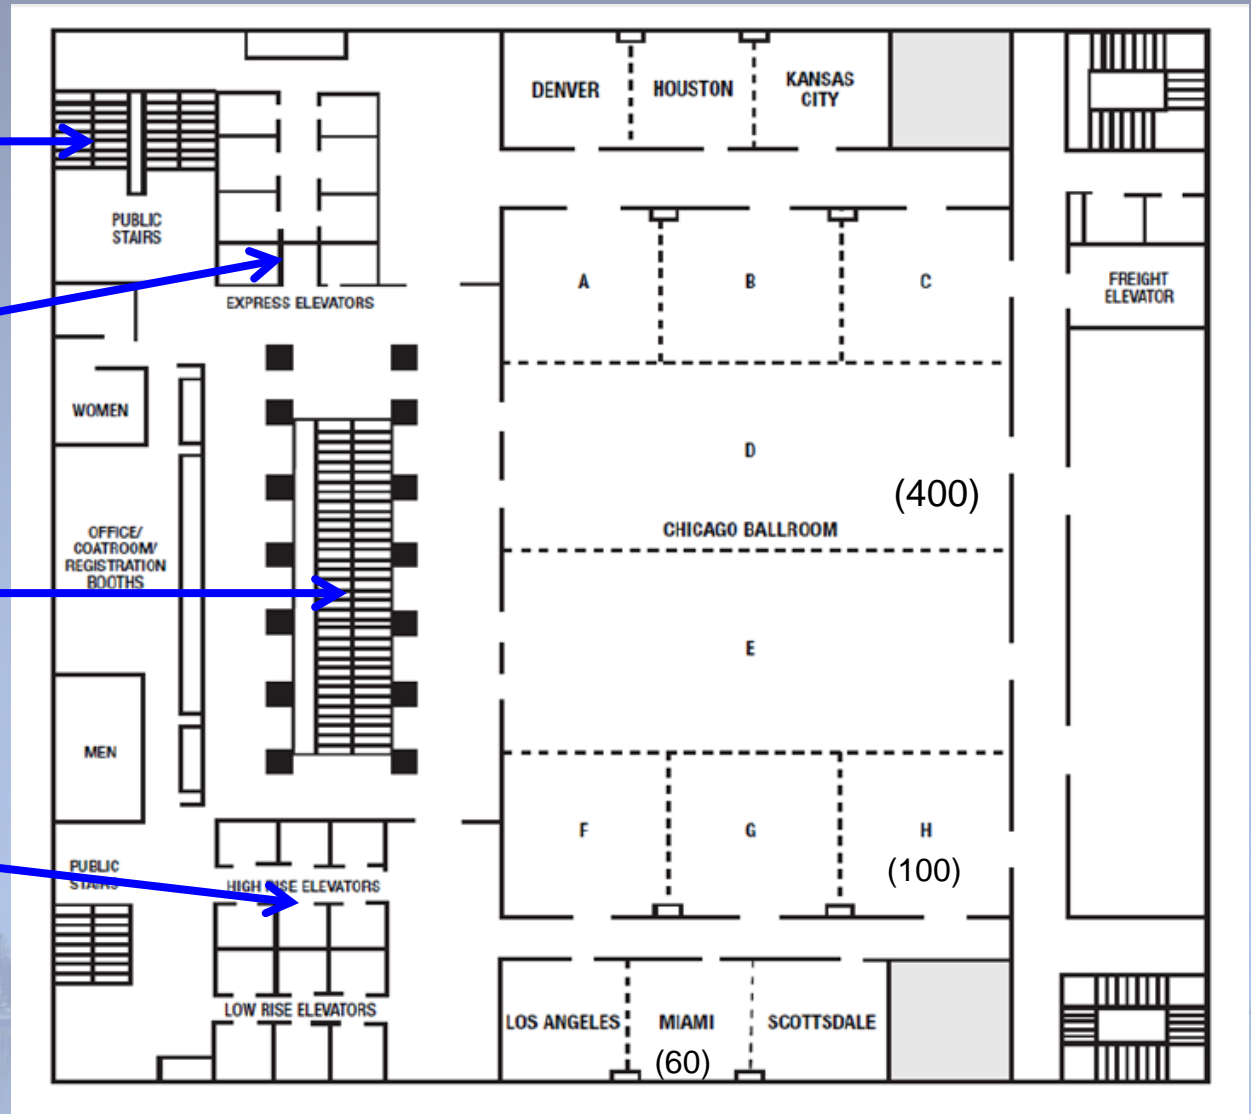 DENVER
HOUSTON
KANSAS
CITY
PUBLIC
STAIRS
A
B
C
FREIGHT
ELEVATOR
EXPRESS ELEVATORS
WOMEN
D
(400)
CHICAGO BALLROOM
OFFICE/
COATROOM/
REGISTRATION
BOOTHS
E
MEN
F
G
H
(100)
PUBLIC
STAIRS
HIGH RISE ELEVATORS
LOW RISE ELEVATORS
LOS ANGELES
MIAMI
(60)
SCOTTSDALE